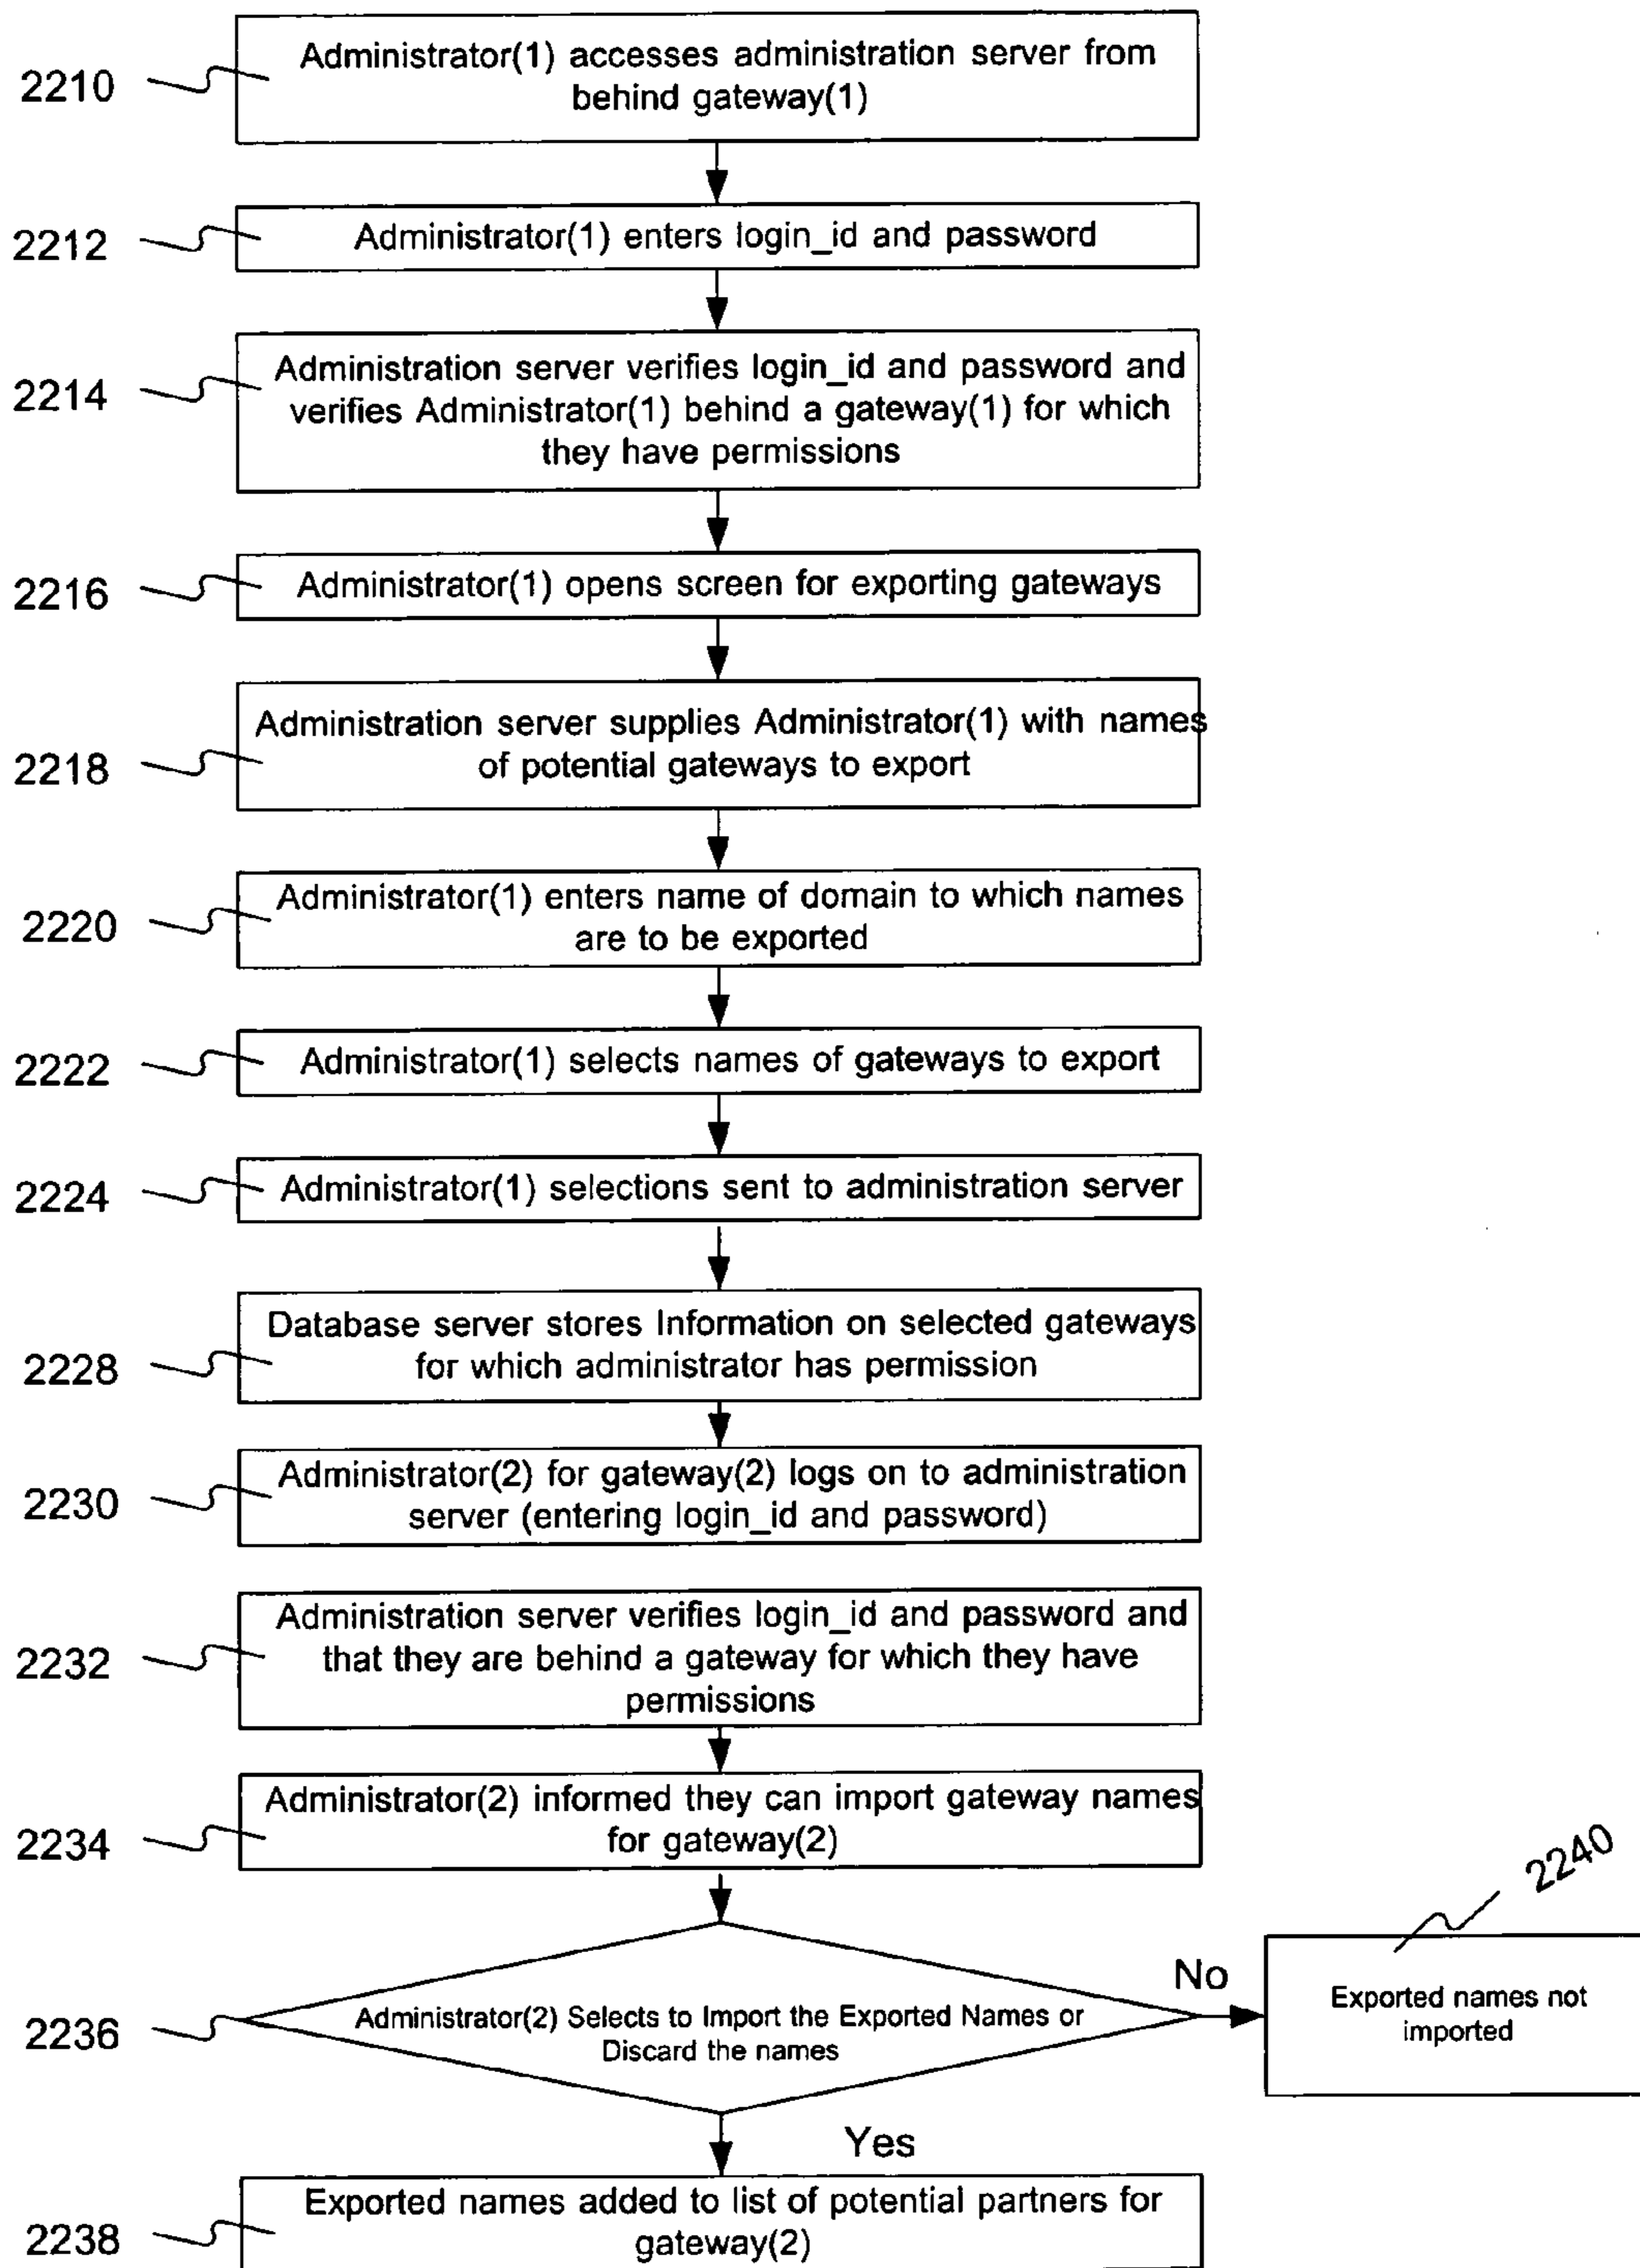 2210
Administrator(1) accesses administration server from
behind gateway(1)
2212
Administrator(1) enters login_id and password
2214
Administration server verifies login_id and password and
verifies Administrator(1) behind a gateway(1) for which
they have permissions
2216
Administrator(1) opens screen for exporting gateways
2218
Administration server supplies Administrator(1) with names
of potential gateways to export
2220
Administrator(1) enters name of domain to which names
are to be exported
2222
Administrator(1) selects names of gateways to export
2224
Administrator(1) selections sent to administration server
2228
Database server stores Information on selected gateways
for which administrator has permission
2230
Administrator(2) for gateway(2) logs on to administration
server (entering login_id and password)
2232
Administration server verifies login_id and password and
that they are behind a gateway for which they have
permissions
2234
Administrator(2) informed they can import gateway names
for gateway(2)
2236
Administrator(2) Selects to Import the Exported Names or
Discard the names
No
2240
Exported names not
imported
Yes
2238
Exported names added to list of potential partners for
gateway(2)